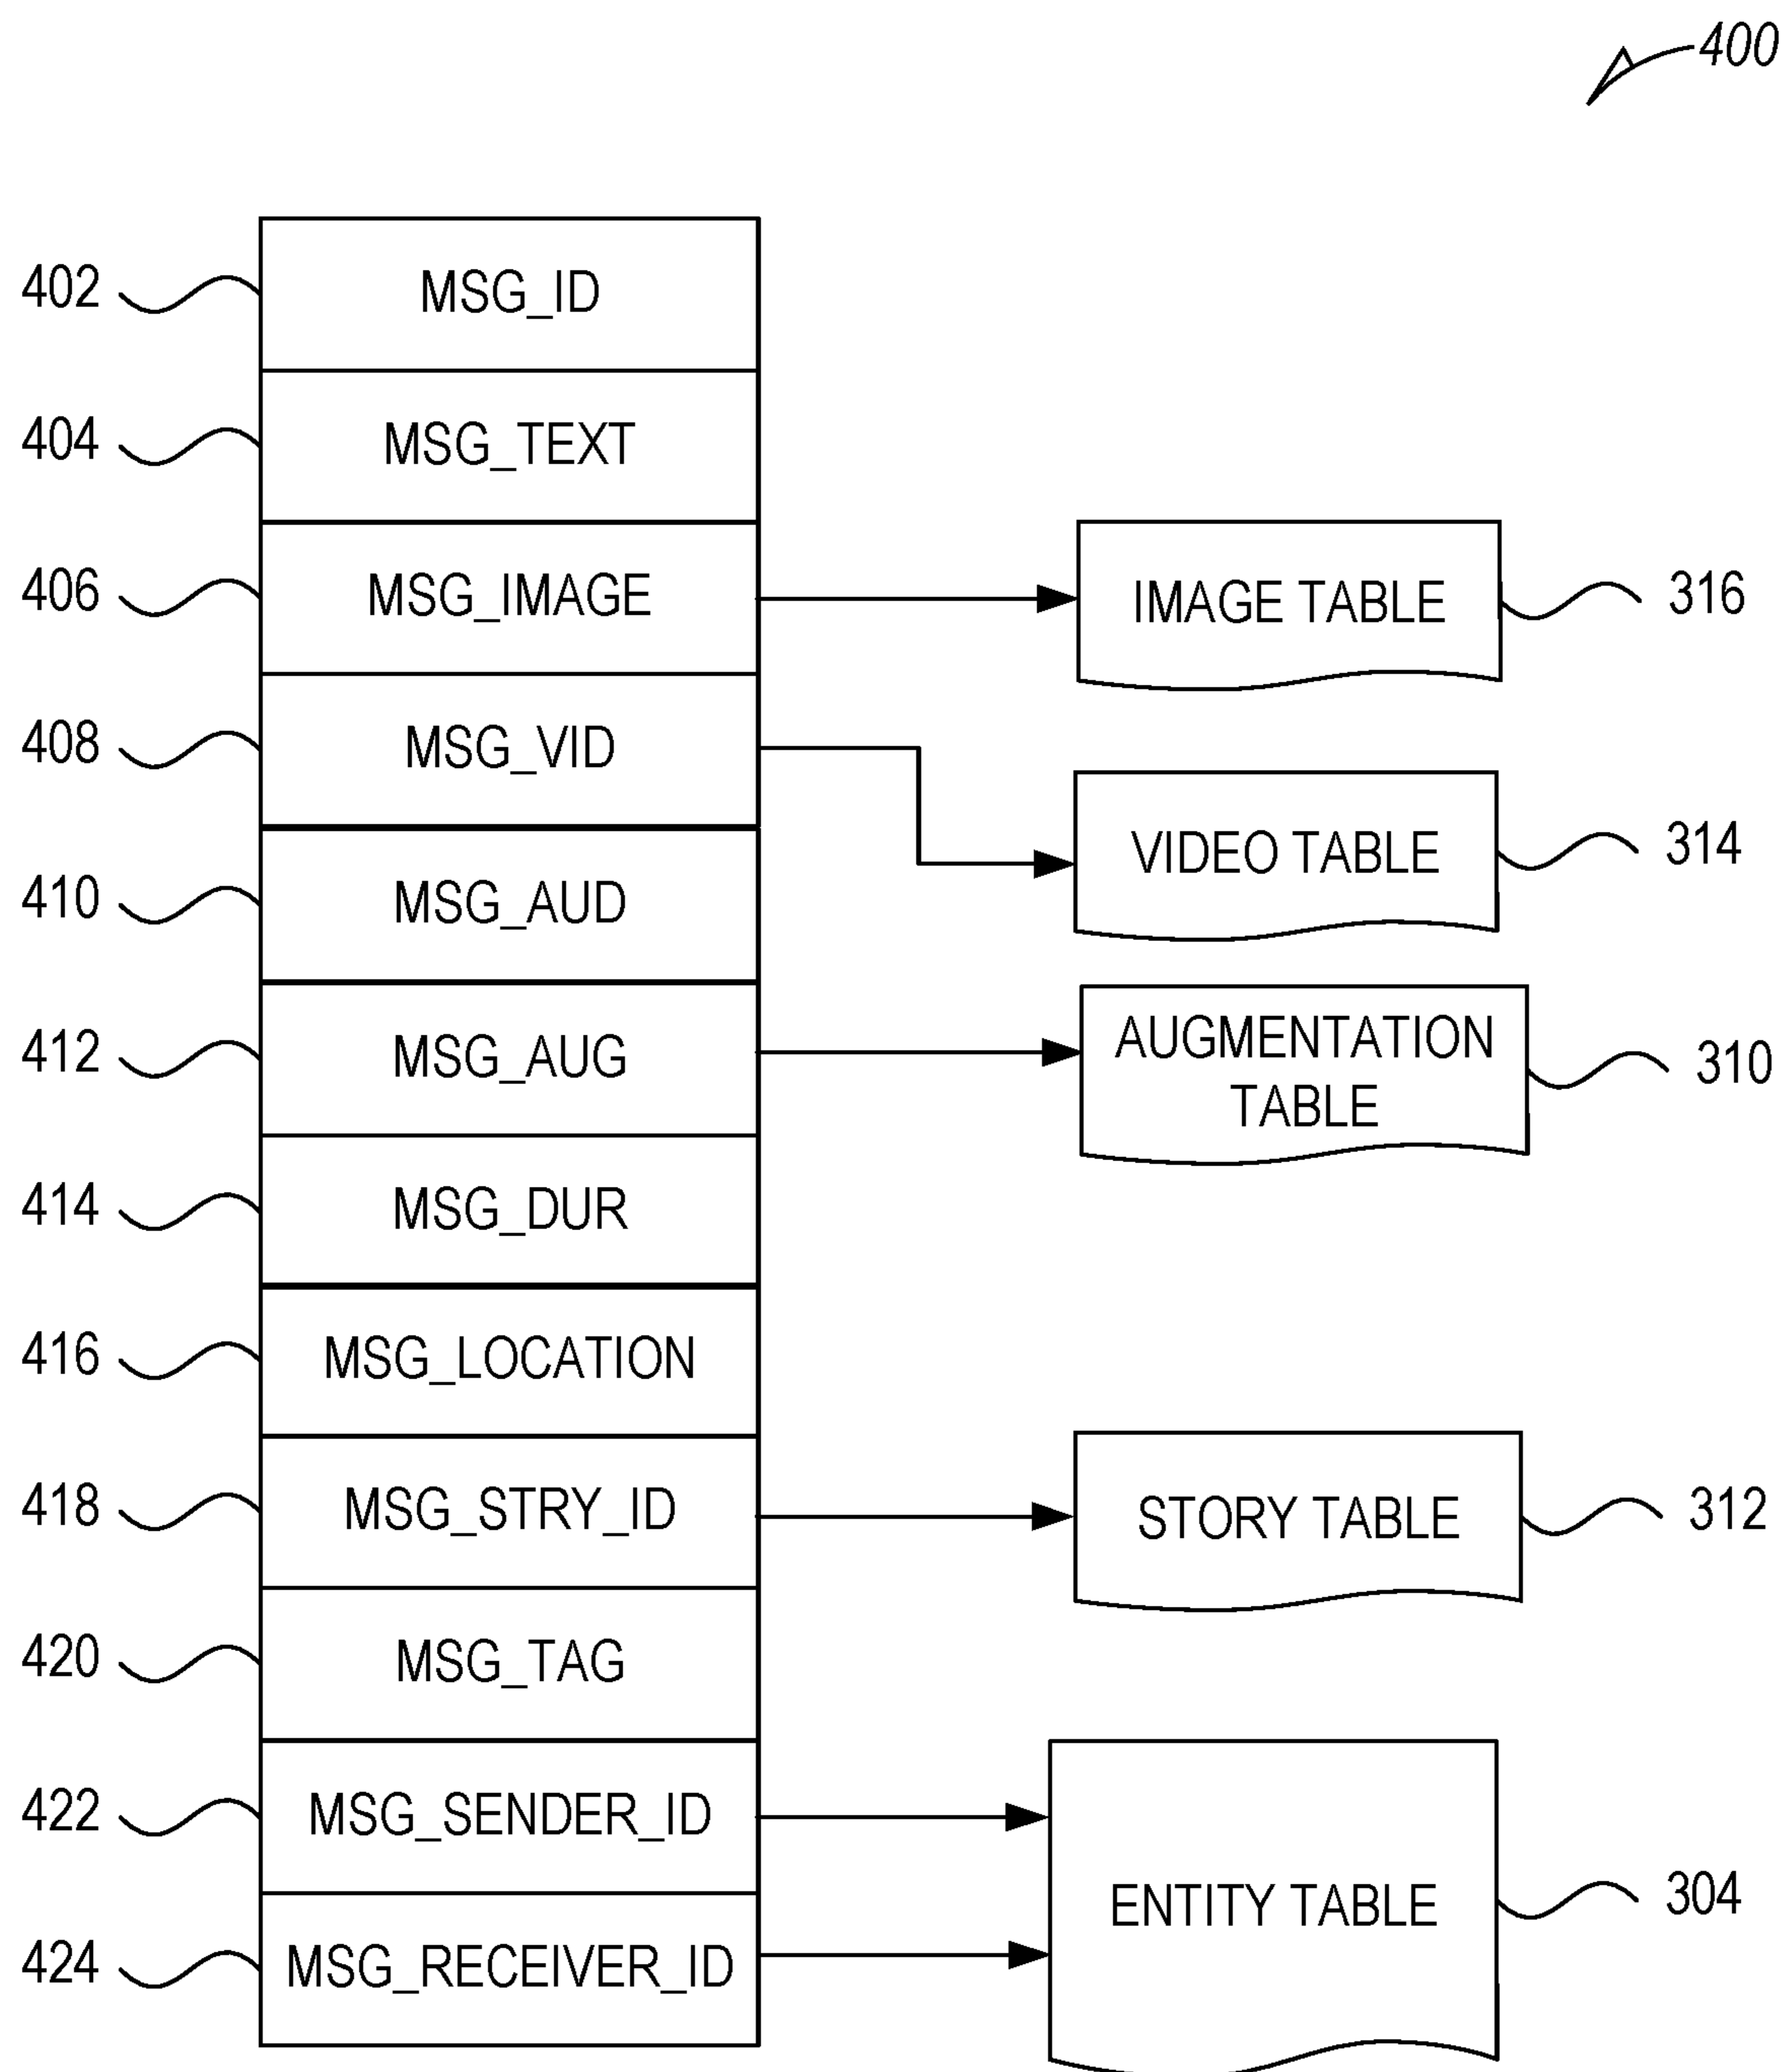 400
402 MSG_ID
404 MSG_TEXT
406 MSG_IMAGE IMAGE TABLE 316
408 MSG_VID VIDEO TABLE 314
410 MSG_AUD
412 MSG_AUG AUGMENTATION TABLE 310
414 MSG_DUR
416 MSG_LOCATION
418 MSG_STRY_ID STORY TABLE 312
420 MSG_TAG
422 MSG_SENDER_ID
ENTITY TABLE 304
424 MSG_RECEIVER_ID